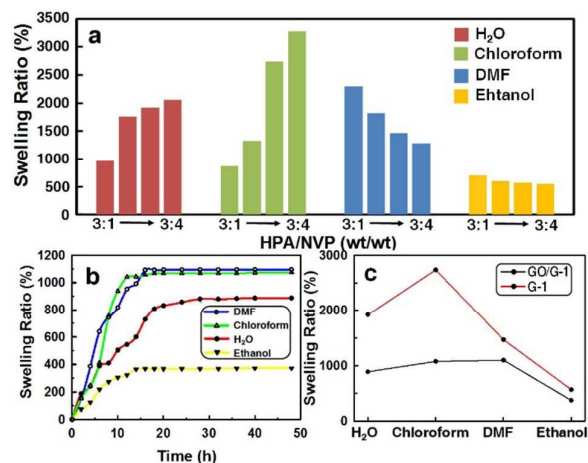 a
Swelling Ratio (%)
3500
3000
2500
2000
1500
1000
500
0
H₂O
Chloroform
DMF
Ehtanol
3:1 → 3:4
3:1 → 3:4
3:1 → 3:4
3:1 → 3:4
HPA/NVP (wt/wt)
b
Swelling Ratio (%)
1200
1000
800
600
400
200
0
DMF
Chloroform
H₂O
Ethanol
0 10 20 30 40 50
Time (h)
c
Swelling Ratio (%)
3000
2000
1000
0
GO/G-1
G-1
H₂O Chloroform DMF Ethanol